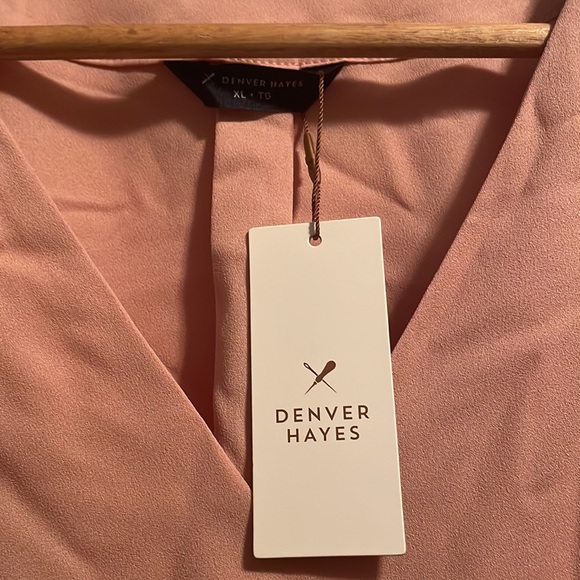 DENVER HAYES
XL • TG
DENVER
HAYES